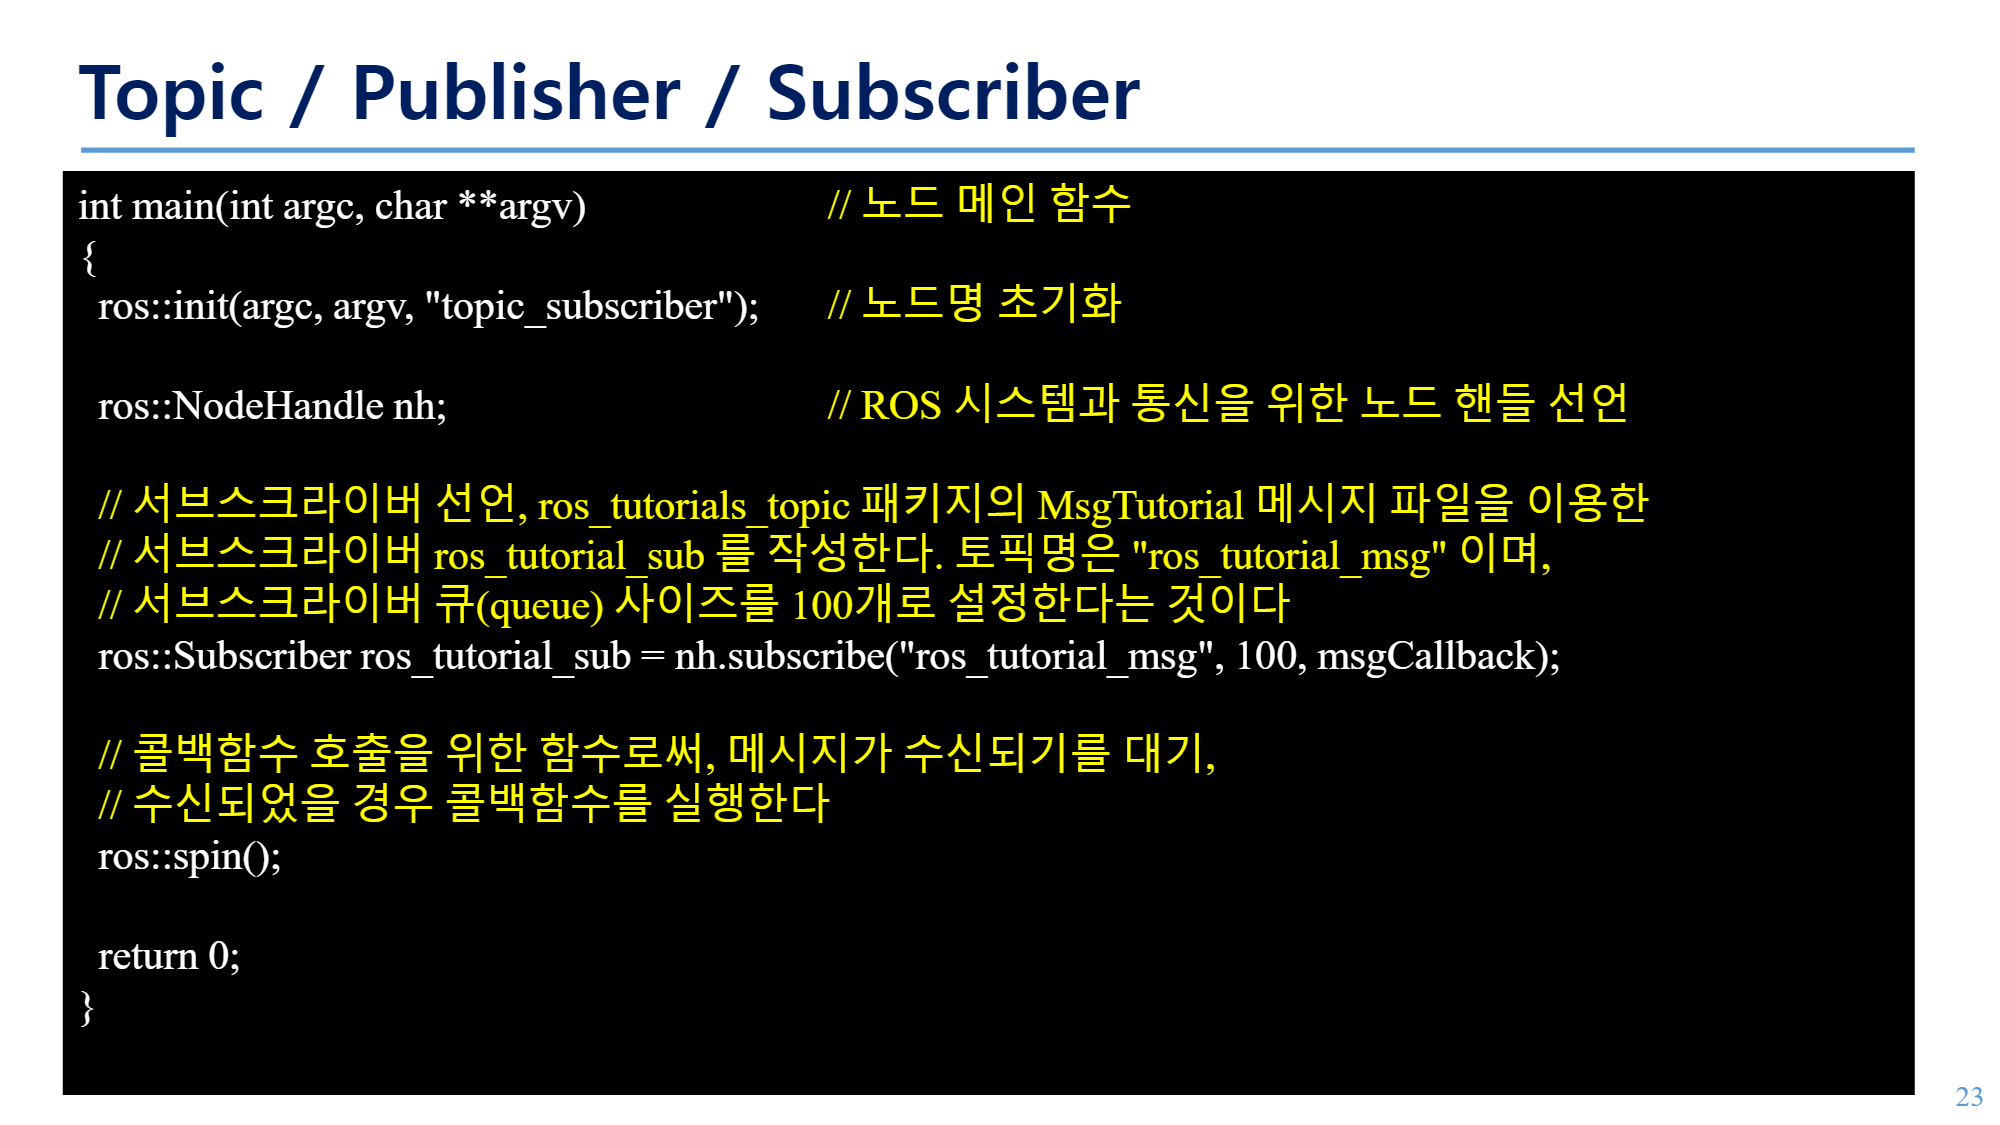 Topic / Publisher / Subscriber
int main(int argc, char **argv) // 노드 메인 함수
{
ros::init(argc, argv, "topic_subscriber"); // 노드명 초기화
ros::NodeHandle nh; // ROS 시스템과 통신을 위한 노드 핸들 선언
// 서브스크라이버 선언, ros_tutorials_topic 패키지의 MsgTutorial 메시지 파일을 이용한
// 서브스크라이버 ros_tutorial_sub 를 작성한다. 토픽명은 "ros_tutorial_msg" 이며,
// 서브스크라이버 큐(queue) 사이즈를 100개로 설정한다는 것이다
ros::Subscriber ros_tutorial_sub = nh.subscribe("ros_tutorial_msg", 100, msgCallback);
// 콜백함수 호출을 위한 함수로써, 메시지가 수신되기를 대기,
// 수신되었을 경우 콜백함수를 실행한다
ros::spin();
return 0;
}
23